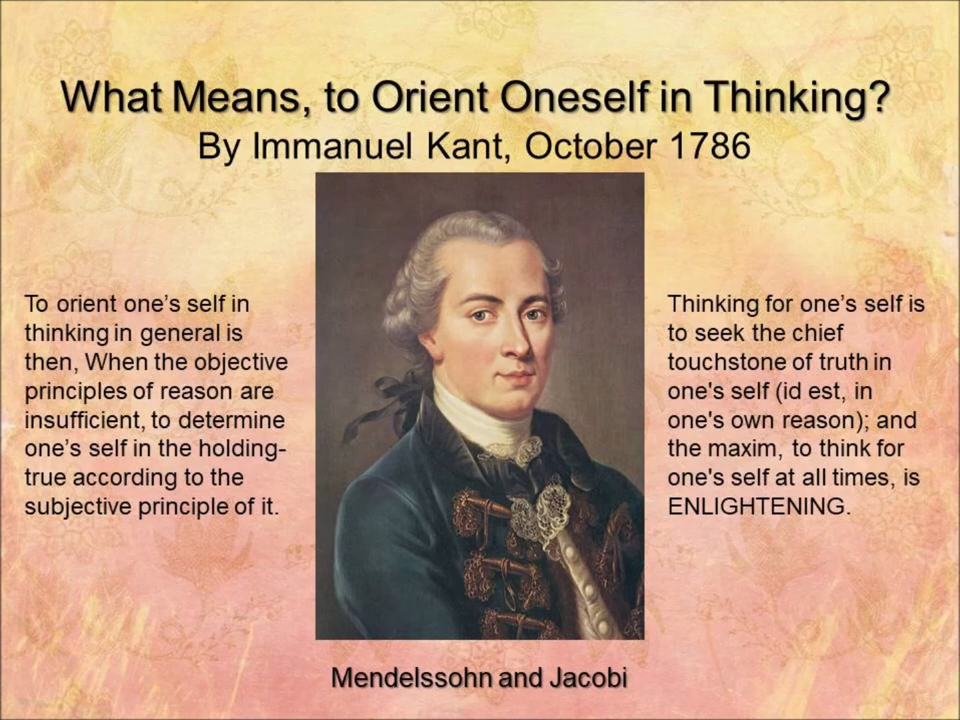 What Means, to Orient Oneself in Thinking?
By Immanuel Kant, October 1786
To orient one’s self in
thinking in general is
then, When the objective
principles of reason are
insufficient, to determine
one’s self in the holding-
true according to the
subjective principle of it.
Thinking for one’s self is
to seek the chief
touchstone of truth in
one's self (id est, in
one's own reason); and
the maxim, to think for
one's self at all times, is
ENLIGHTENING.
Mendelssohn and Jacobi